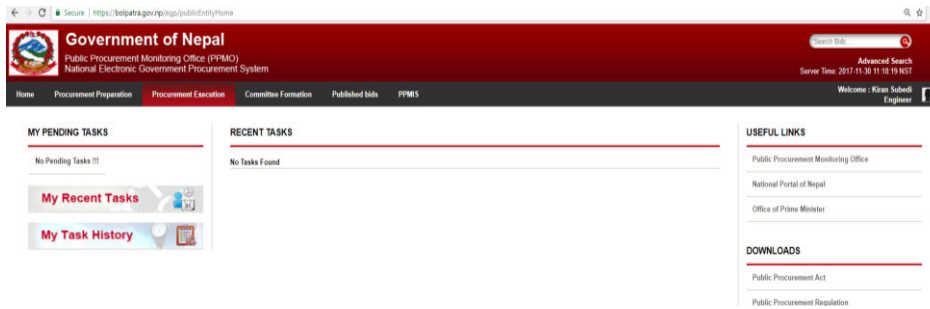 Secure | https://bolpatra.gov.np/egp/publicEntityHome
Government of Nepal
Public Procurement Monitoring Office (PPMO)
National Electronic Government Procurement System
Search Bids...
Advanced Search
Server Time: 2017-11-30 11:18:19 NST
Home Procurement Preparation Procurement Execution Committee Formation Published bids PPMIS
Welcome : Kiran Subedi
Engineer
MY PENDING TASKS
No Pending Tasks !!!
My Recent Tasks
My Task History
RECENT TASKS
No Tasks Found
USEFUL LINKS
Public Procurement Monitoring Office
National Portal of Nepal
Office of Prime Minister
DOWNLOADS
Public Procurement Act
Public Procurement Regulation